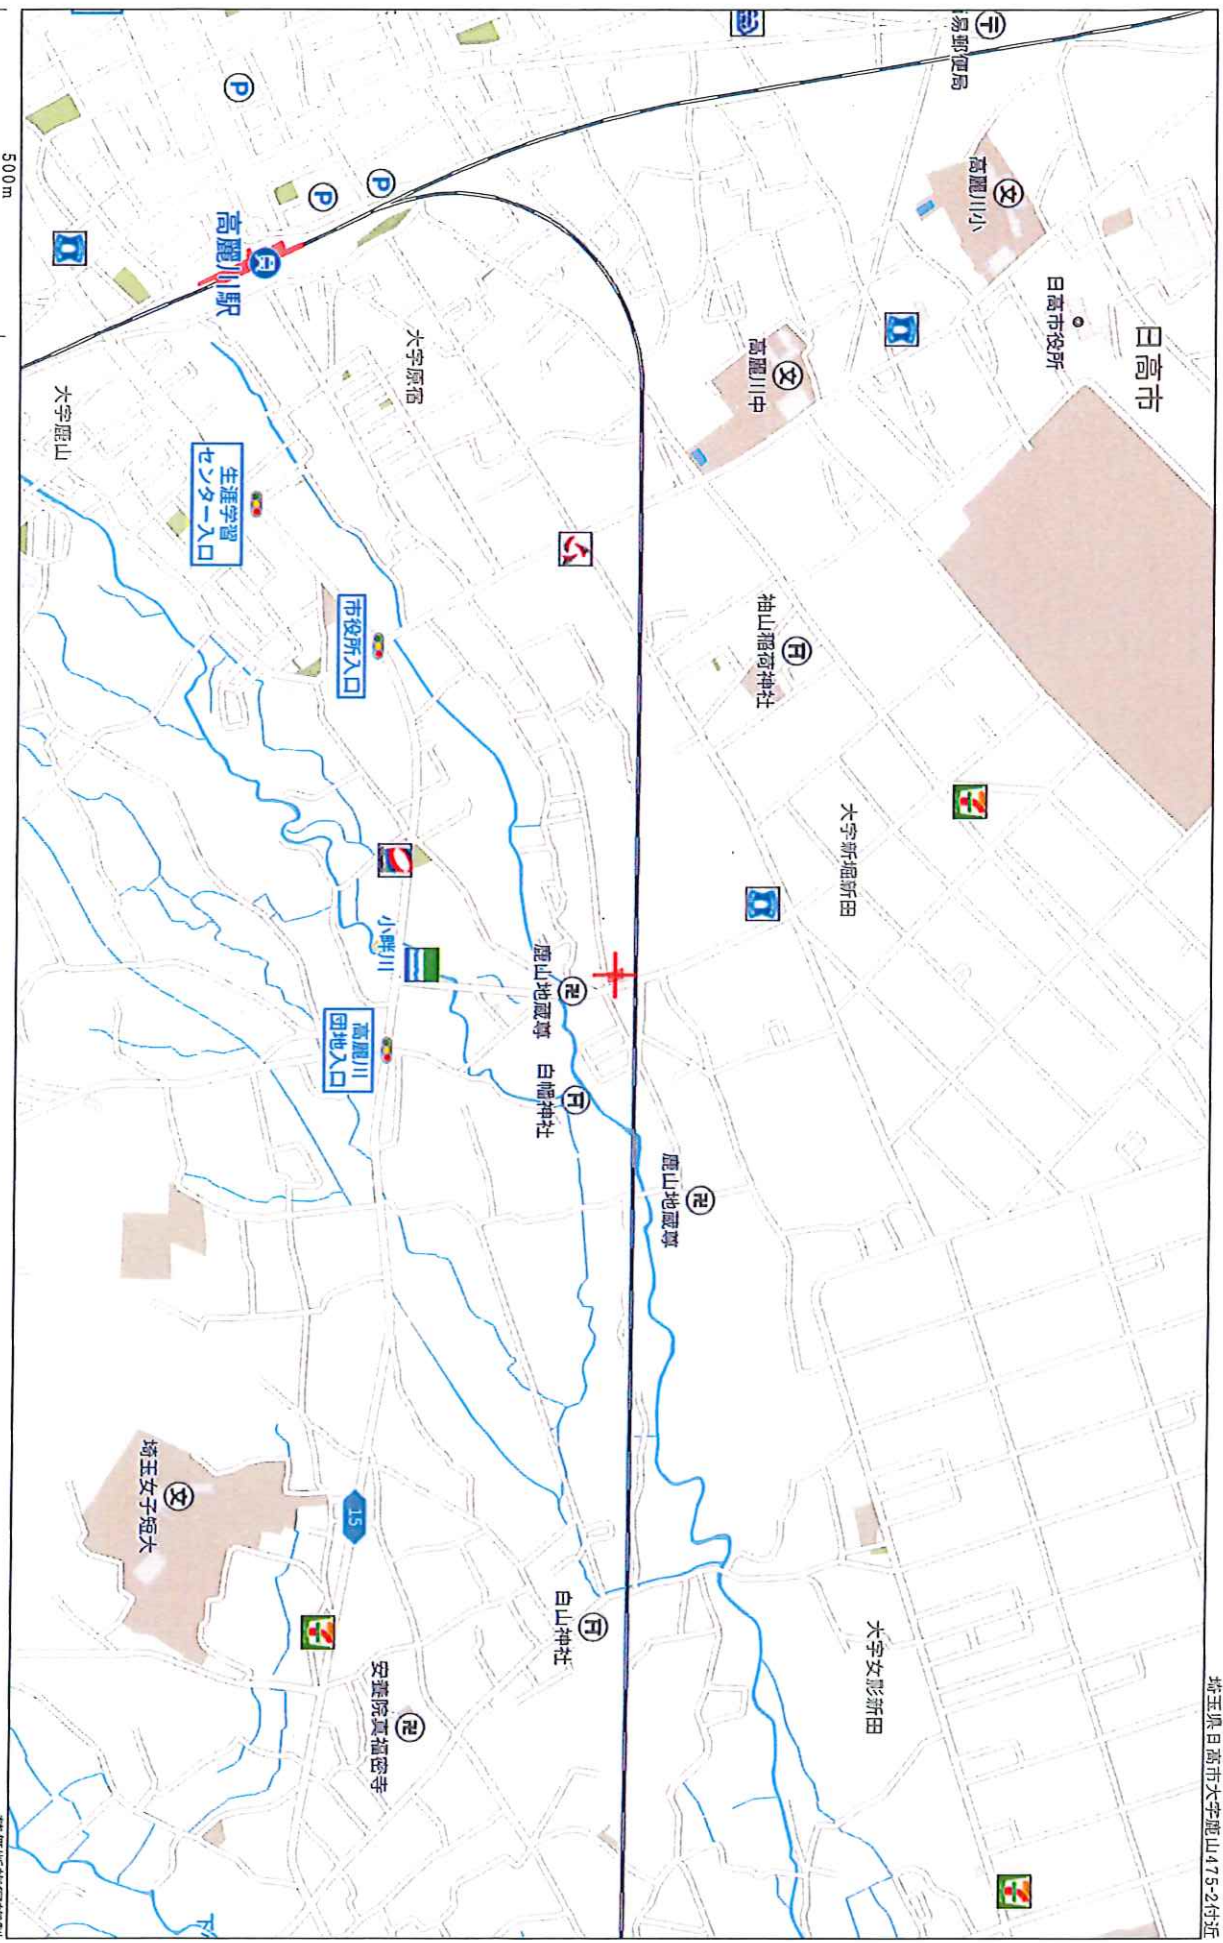 埼玉県日高市大字鹿山475-2付近
日高市
易郵便局
高麗川小
日高市役所
高麗川中
大字新堀新田
大字女影新田
袖山稲荷神社
鹿山地蔵尊
鹿山地蔵尊
白幡神社
白山神社
大字原宿
P
P
P
高麗川駅
市役所入口
小畔川
高麗川
団地入口
15
安養院真福密寺
生涯学習
センター入口
大字鹿山
埼玉女子短大
下
500m